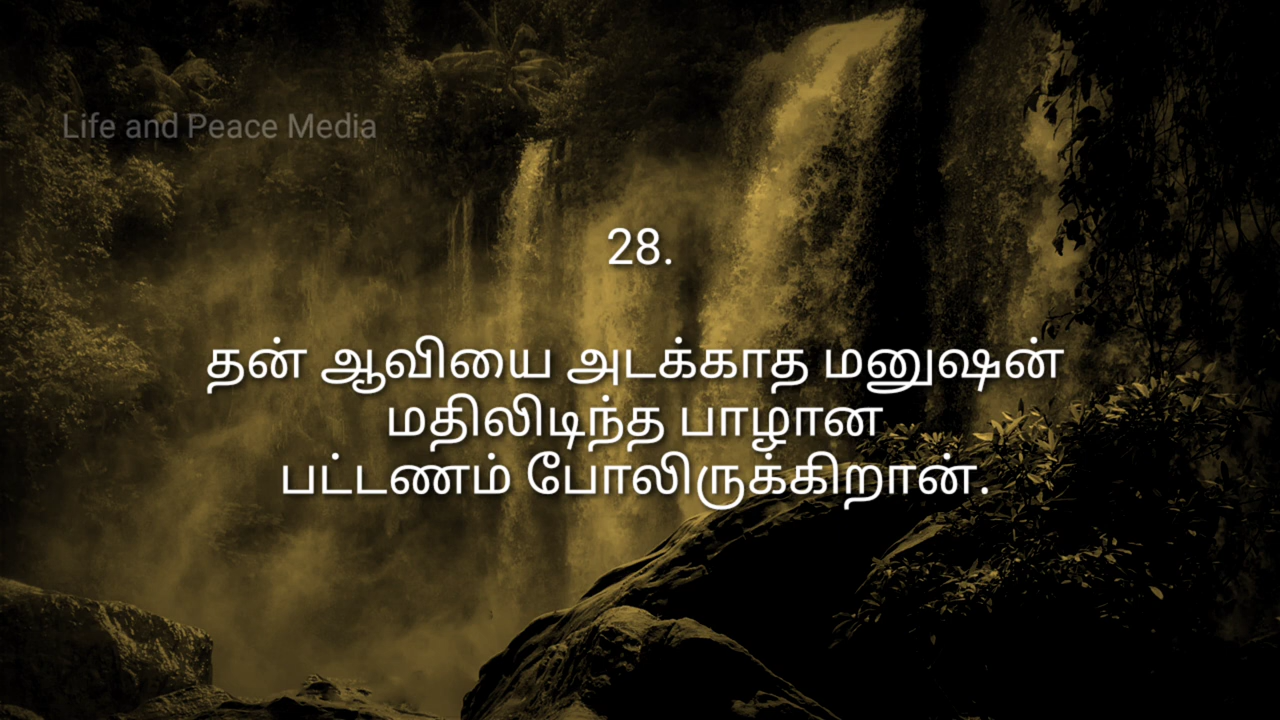 Life and Peace Media
28.
தன் ஆவியை அடக்காத மனுஷன்
மதிலிடிந்த பாழான
பட்டணம் போலிருக்கிறான்.